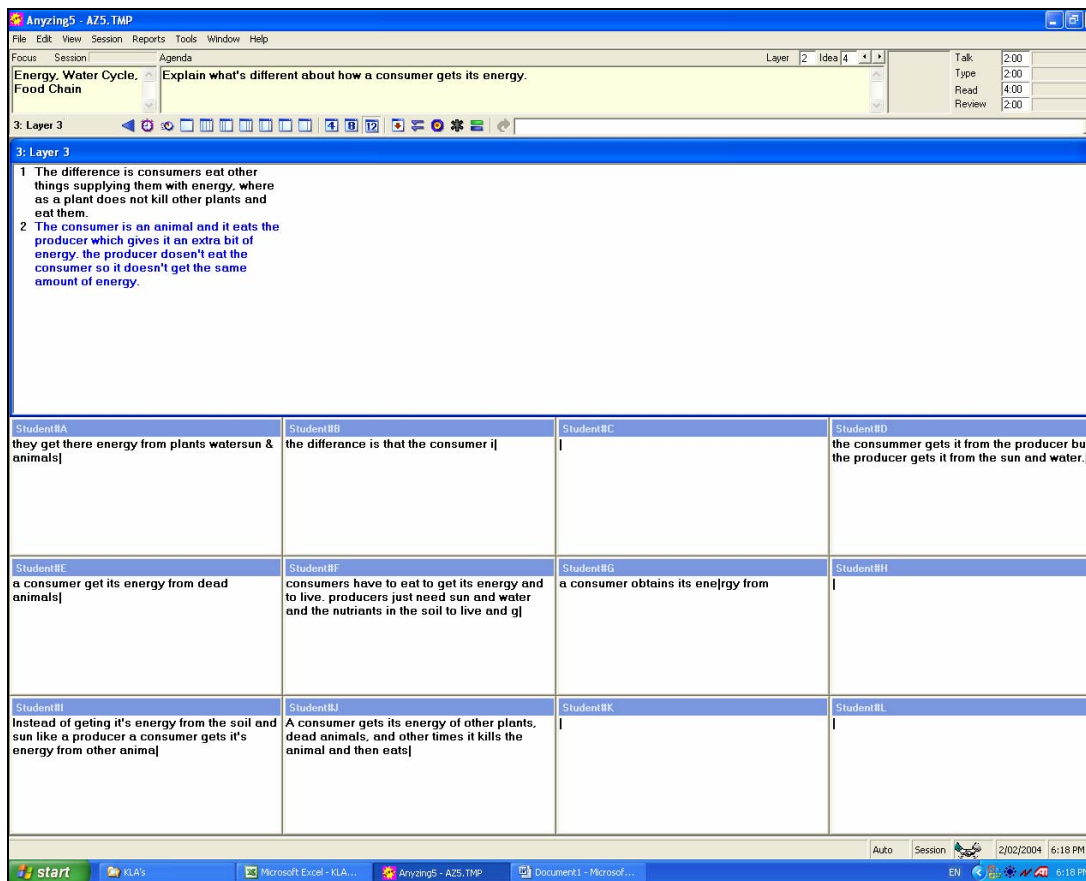 Anyzing5 - AZ5.TMP
File Edit View Session Reports Tools Window Help
Focus Session Agenda Layer 2 Idea 4 Talk 2:00
Energy, Water Cycle, Explain what's different about how a consumer gets its energy. Type 2:00
Food Chain Read 4:00
Review 2:00
3: Layer 3 4 8 12
3: Layer 3
1 The difference is consumers eat other
things supplying them with energy, where
as a plant does not kill other plants and
eat them.
2 The consumer is an animal and it eats the
producer which gives it an extra bit of
energy. the producer dosen't eat the
consumer so it doesn't get the same
amount of energy.
Student#A
they get there energy from plants watersun &
animals
Student#B
the differance is that the consumer i
Student#C
Student#D
the consummer gets it from the producer bu
the producer gets it from the sun and water.
Student#E
a consumer get its energy from dead
animals
Student#F
consumers have to eat to get its energy and
to live. producers just need sun and water
and the nutriants in the soil to live and g
Student#G
a consumer obtains its energy from
Student#H
Student#I
Instead of geting it's energy from the soil and
sun like a producer a consumer gets it's
energy from other anima
Student#J
A consumer gets its energy of other plants,
dead animals, and other times it kills the
animal and then eats
Student#K
Student#L
Auto Session 2/02/2004 6:18 PM
start KLA's Microsoft Excel - KLA... Anyzing5 - AZ5.TMP Document1 - Microsof... EN 6:18 PM